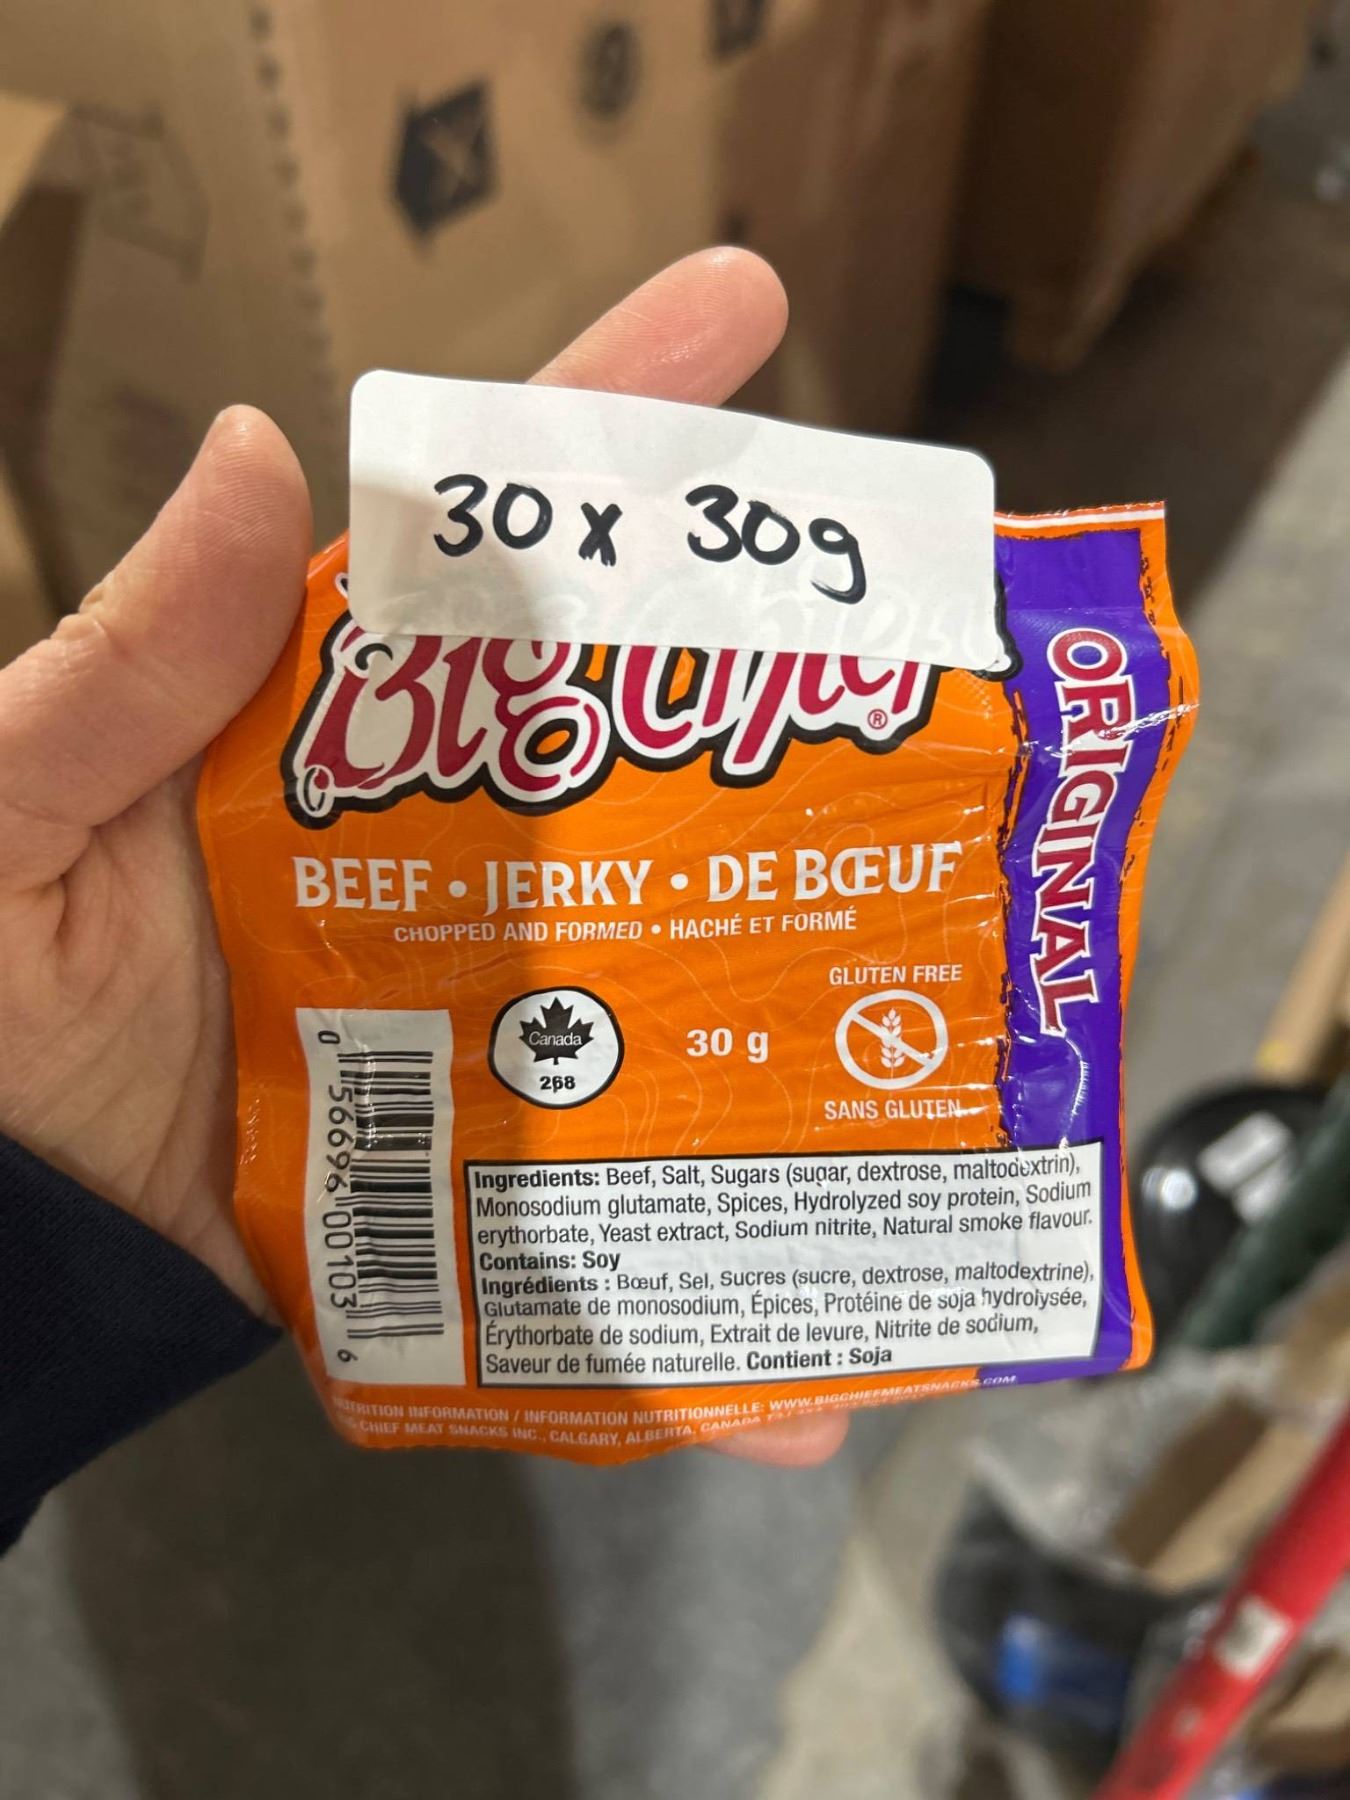 30 x 30g
Big Chief®
ORIGINAL
BEEF • JERKY • DE BŒUF
CHOPPED AND FORMED • HACHÉ ET FORMÉ
GLUTEN FREE
Canada
268
30 g
SANS GLUTEN
0 56696 00103 6
Ingredients: Beef, Salt, Sugars (sugar, dextrose, maltodextrin),
Monosodium glutamate, Spices, Hydrolyzed soy protein, Sodium
erythorbate, Yeast extract, Sodium nitrite, Natural smoke flavour.
Contains: Soy
Ingrédients : Bœuf, Sel, Sucres (sucre, dextrose, maltodextrine),
Glutamate de monosodium, Épices, Protéine de soja hydrolysée,
Érythorbate de sodium, Extrait de levure, Nitrite de sodium,
Saveur de fumée naturelle. Contient : Soja
NUTRITION INFORMATION / INFORMATION NUTRITIONNELLE: WWW.BIGCHIEFMEATSNACKS.COM
BIG CHIEF MEAT SNACKS INC., CALGARY, ALBERTA, CANADA